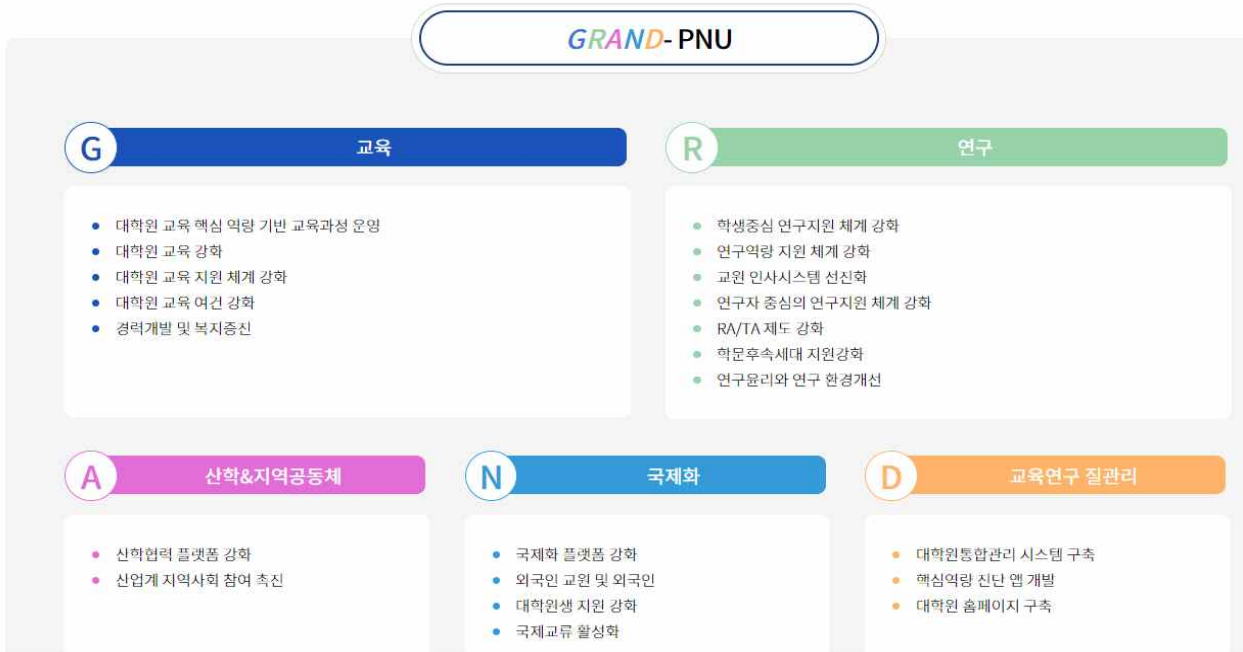 GRAND- PNU
G 교육
대학원 교육 핵심 역량 기반 교육과정 운영
대학원 교육 강화
대학원 교육 지원 체계 강화
대학원 교육 여건 강화
경력개발 및 복지증진
R 연구
학생중심 연구지원 체계 강화
연구역량 지원 체계 강화
교원 인사시스템 선진화
연구자 중심의 연구지원 체계 강화
RA/TA 제도 강화
학문후속세대 지원강화
연구윤리와 연구 환경개선
A 산학&지역공동체
산학협력 플랫폼 강화
산업계 지역사회 참여 촉진
N 국제화
국제화 플랫폼 강화
외국인 교원 및 외국인
대학원생 지원 강화
국제교류 활성화
D 교육연구 질관리
대학원통합관리 시스템 구축
핵심역량 진단 앱 개발
대학원 홈페이지 구축